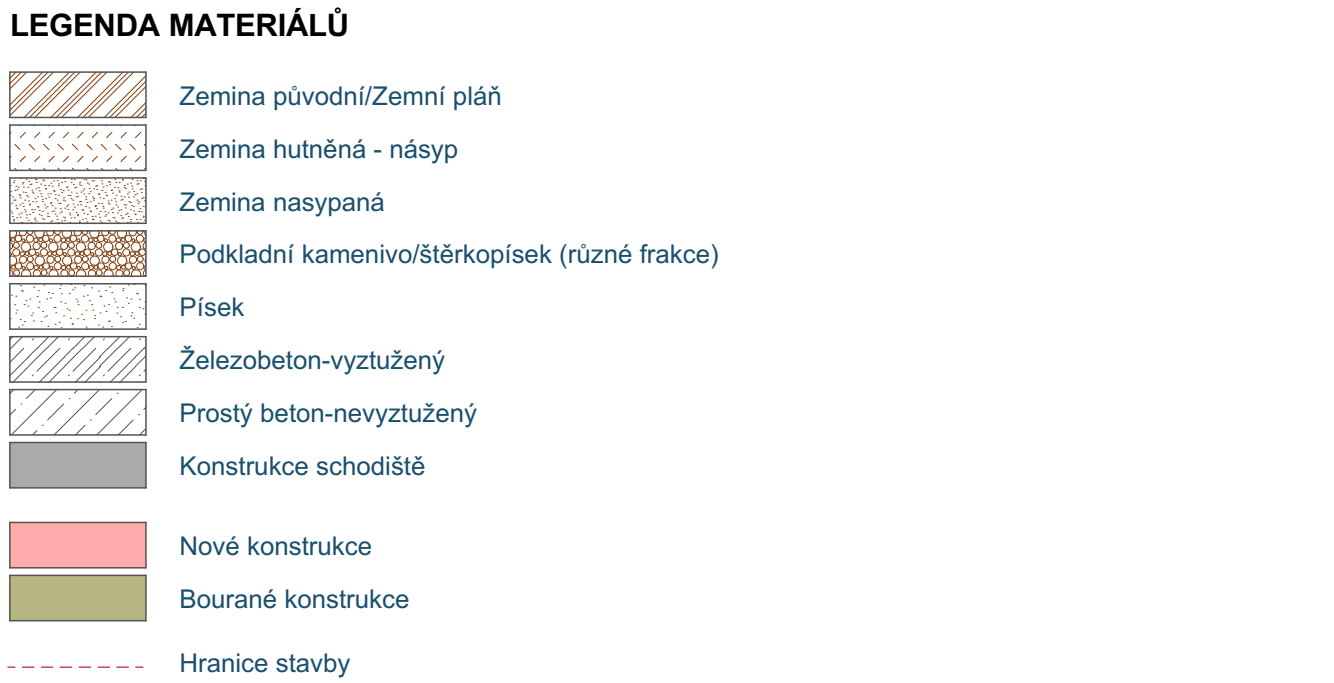 LEGENDA MATERIÁLŮ
Zemina původní/Zemní pláň
Zemina hutněná - násyp
Zemina nasypaná
Podkladní kamenivo/štěrkopísek (různé frakce)
Písek
Železobeton-vyztužený
Prostý beton-nevyztužený
Konstrukce schodiště
Nové konstrukce
Bourané konstrukce
Hranice stavby